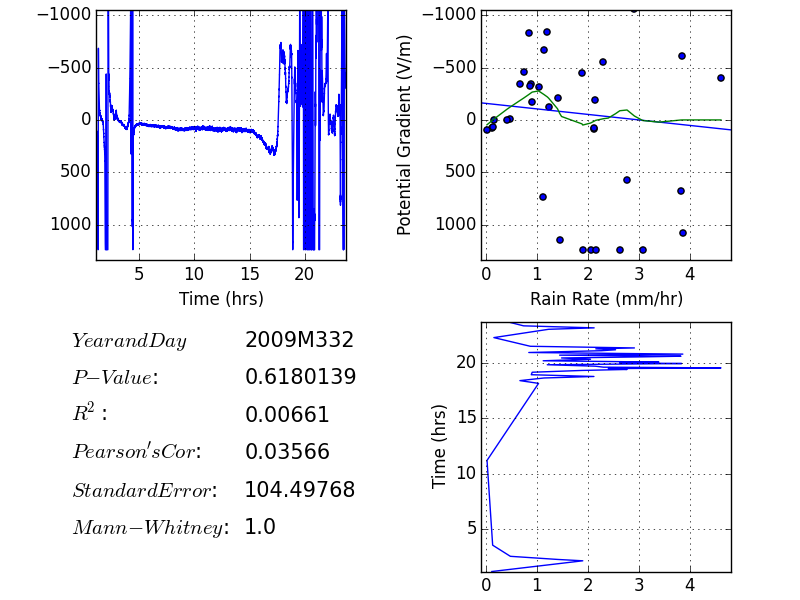 −1000
−500
0
500
1000
5
10
15
20
Time (hrs)
Potential Gradient (V/m)
−1000
−500
0
500
1000
0
1
2
3
4
Rain Rate (mm/hr)
YearandDay 2009M332
P−Value: 0.6180139
R²: 0.00661
Pearson'sCor: 0.03566
StandardError: 104.49768
Mann−Whitney: 1.0
Time (hrs)
20
15
10
5
0
1
2
3
4